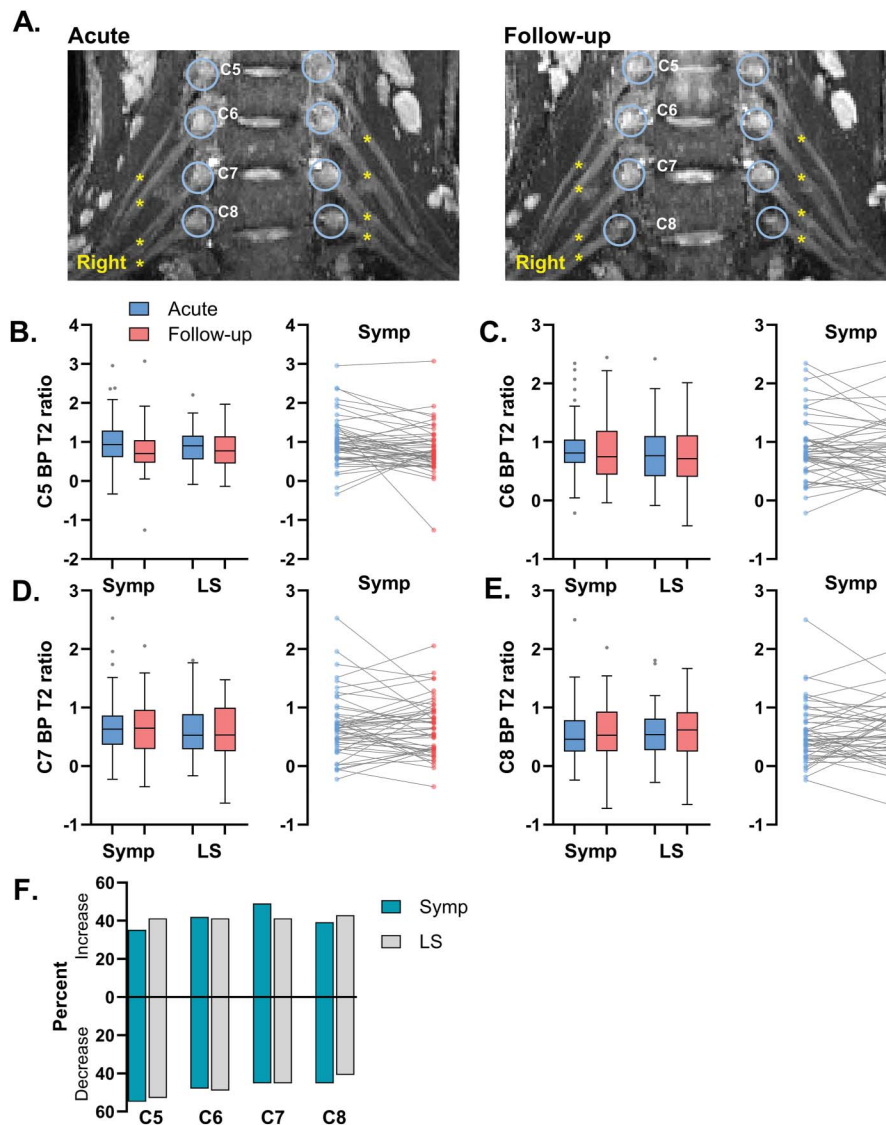 A.
Acute
Follow-up
C5
C6
C7
C8
Right
*
*
*
*
*
*
*
*
C5
C6
C7
C8
Right
*
*
*
*
*
*
*
*
B.
Acute
Follow-up
C5 BP T2 ratio
4
3
2
1
0
-1
-2
Symp
LS
Symp
4
3
2
1
0
-1
-2
C.
C6 BP T2 ratio
3
2
1
0
-1
Symp
LS
Symp
3
2
1
0
-1
D.
C7 BP T2 ratio
3
2
1
0
-1
Symp
LS
Symp
3
2
1
0
-1
E.
C8 BP T2 ratio
3
2
1
0
-1
Symp
LS
Symp
3
2
1
0
-1
F.
Percent
Increase
Decrease
60
40
20
0
20
40
60
C5
C6
C7
C8
Symp
LS